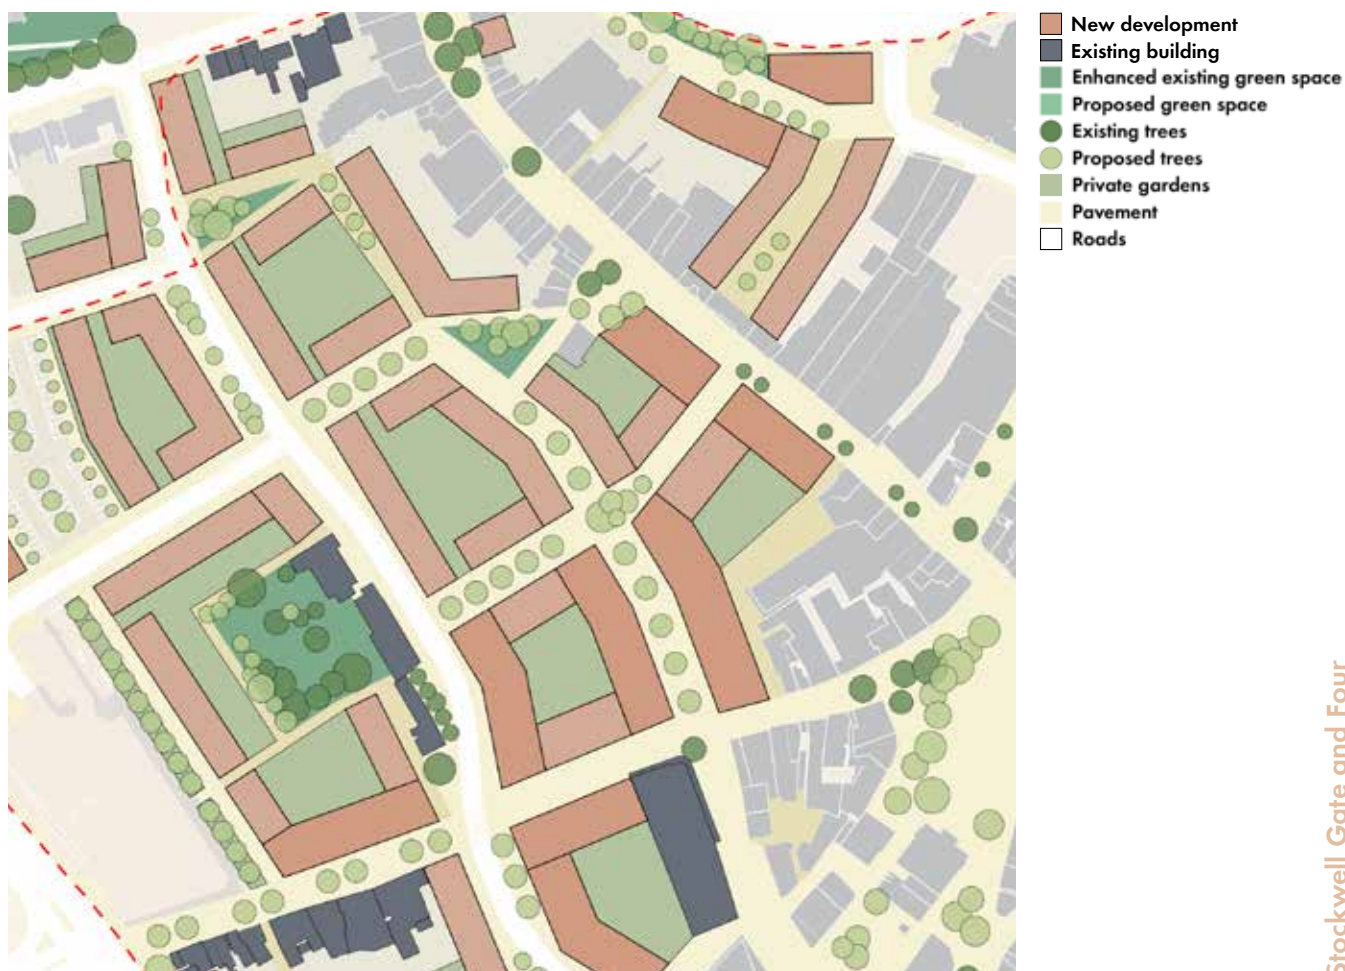 New development
Existing building
Enhanced existing green space
Proposed green space
Existing trees
Proposed trees
Private gardens
Pavement
Roads
Stockwell Gate and Four